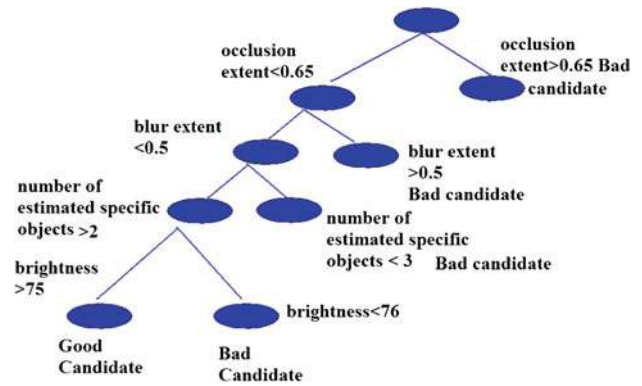 occlusion
extent<0.65
occlusion
extent>0.65 Bad
candidate
blur extent
<0.5
blur extent
>0.5
Bad candidate
number of
estimated specific
objects >2
number of
estimated specific
objects < 3 Bad candidate
brightness
>75
brightness<76
Good
Candidate
Bad
Candidate